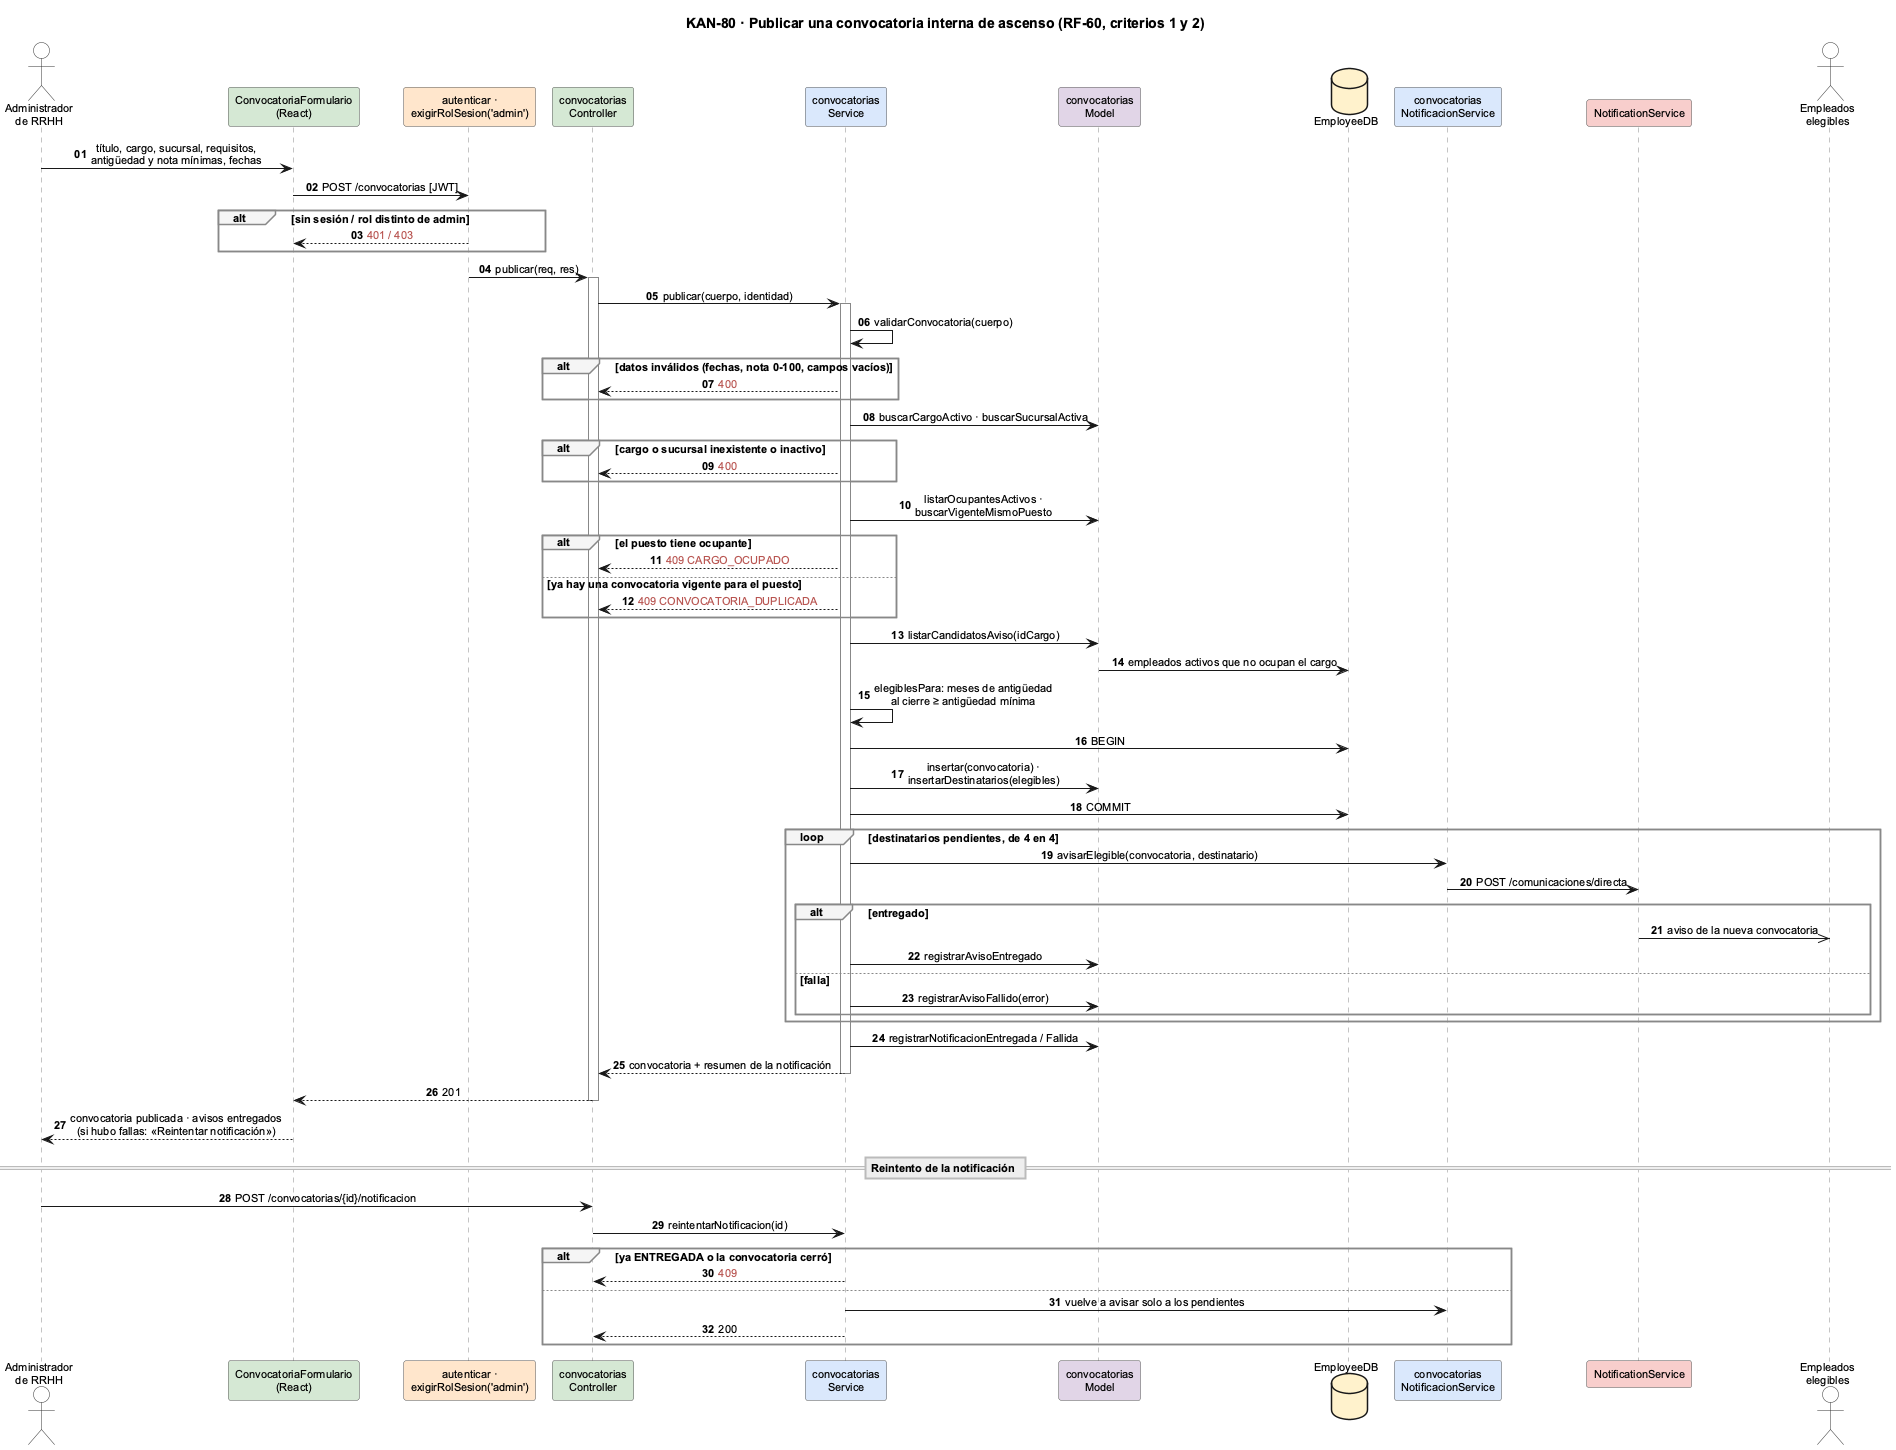 KAN-80 · Publicar una convocatoria interna de ascenso (RF-60, criterios 1 y 2)
Administrador
de RRHH
ConvocatoriaFormulario
(React)
autenticar ·
exigirRolSesion('admin')
convocatorias
Controller
convocatorias
Service
convocatorias
Model
EmployeeDB
convocatorias
NotificacionService
NotificationService
Empleados
elegibles
01 título, cargo, sucursal, requisitos,
antigüedad y nota mínimas, fechas
02 POST /convocatorias [JWT]
alt [sin sesión / rol distinto de admin]
03 401 / 403
04 publicar(req, res)
05 publicar(cuerpo, identidad)
06 validarConvocatoria(cuerpo)
alt [datos inválidos (fechas, nota 0-100, campos vacíos)]
07 400
08 buscarCargoActivo · buscarSucursalActiva
alt [cargo o sucursal inexistente o inactivo]
09 400
10 listarOcupantesActivos ·
buscarVigenteMismoPuesto
alt [el puesto tiene ocupante]
11 409 CARGO_OCUPADO
[ya hay una convocatoria vigente para el puesto]
12 409 CONVOCATORIA_DUPLICADA
13 listarCandidatosAviso(idCargo)
14 empleados activos que no ocupan el cargo
15 elegiblesPara: meses de antigüedad
al cierre ≥ antigüedad mínima
16 BEGIN
17 insertar(convocatoria) ·
insertarDestinatarios(elegibles)
18 COMMIT
loop [destinatarios pendientes, de 4 en 4]
19 avisarElegible(convocatoria, destinatario)
20 POST /comunicaciones/directa
alt [entregado]
21 aviso de la nueva convocatoria
22 registrarAvisoEntregado
[falla]
23 registrarAvisoFallido(error)
24 registrarNotificacionEntregada / Fallida
25 convocatoria + resumen de la notificación
26 201
27 convocatoria publicada · avisos entregados
(si hubo fallas: «Reintentar notificación»)
Reintento de la notificación
28 POST /convocatorias/{id}/notificacion
29 reintentarNotificacion(id)
alt [ya ENTREGADA o la convocatoria cerró]
30 409
31 vuelve a avisar solo a los pendientes
32 200
Administrador
de RRHH
ConvocatoriaFormulario
(React)
autenticar ·
exigirRolSesion('admin')
convocatorias
Controller
convocatorias
Service
convocatorias
Model
EmployeeDB
convocatorias
NotificacionService
NotificationService
Empleados
elegibles